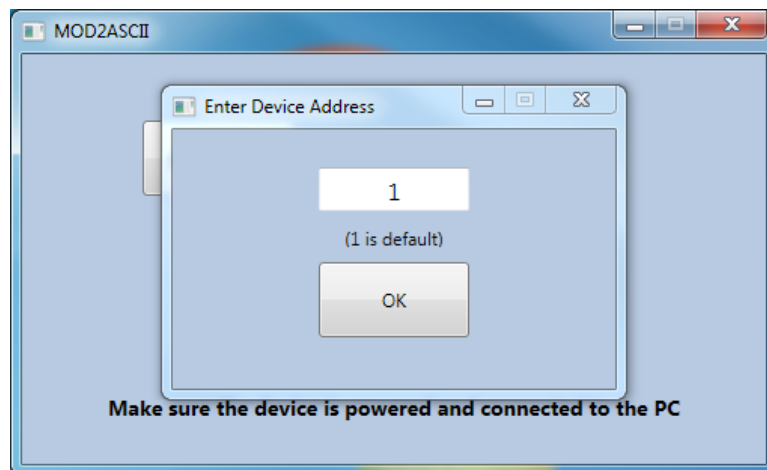 MOD2ASCII
Enter Device Address
1
(1 is default)
OK
Make sure the device is powered and connected to the PC